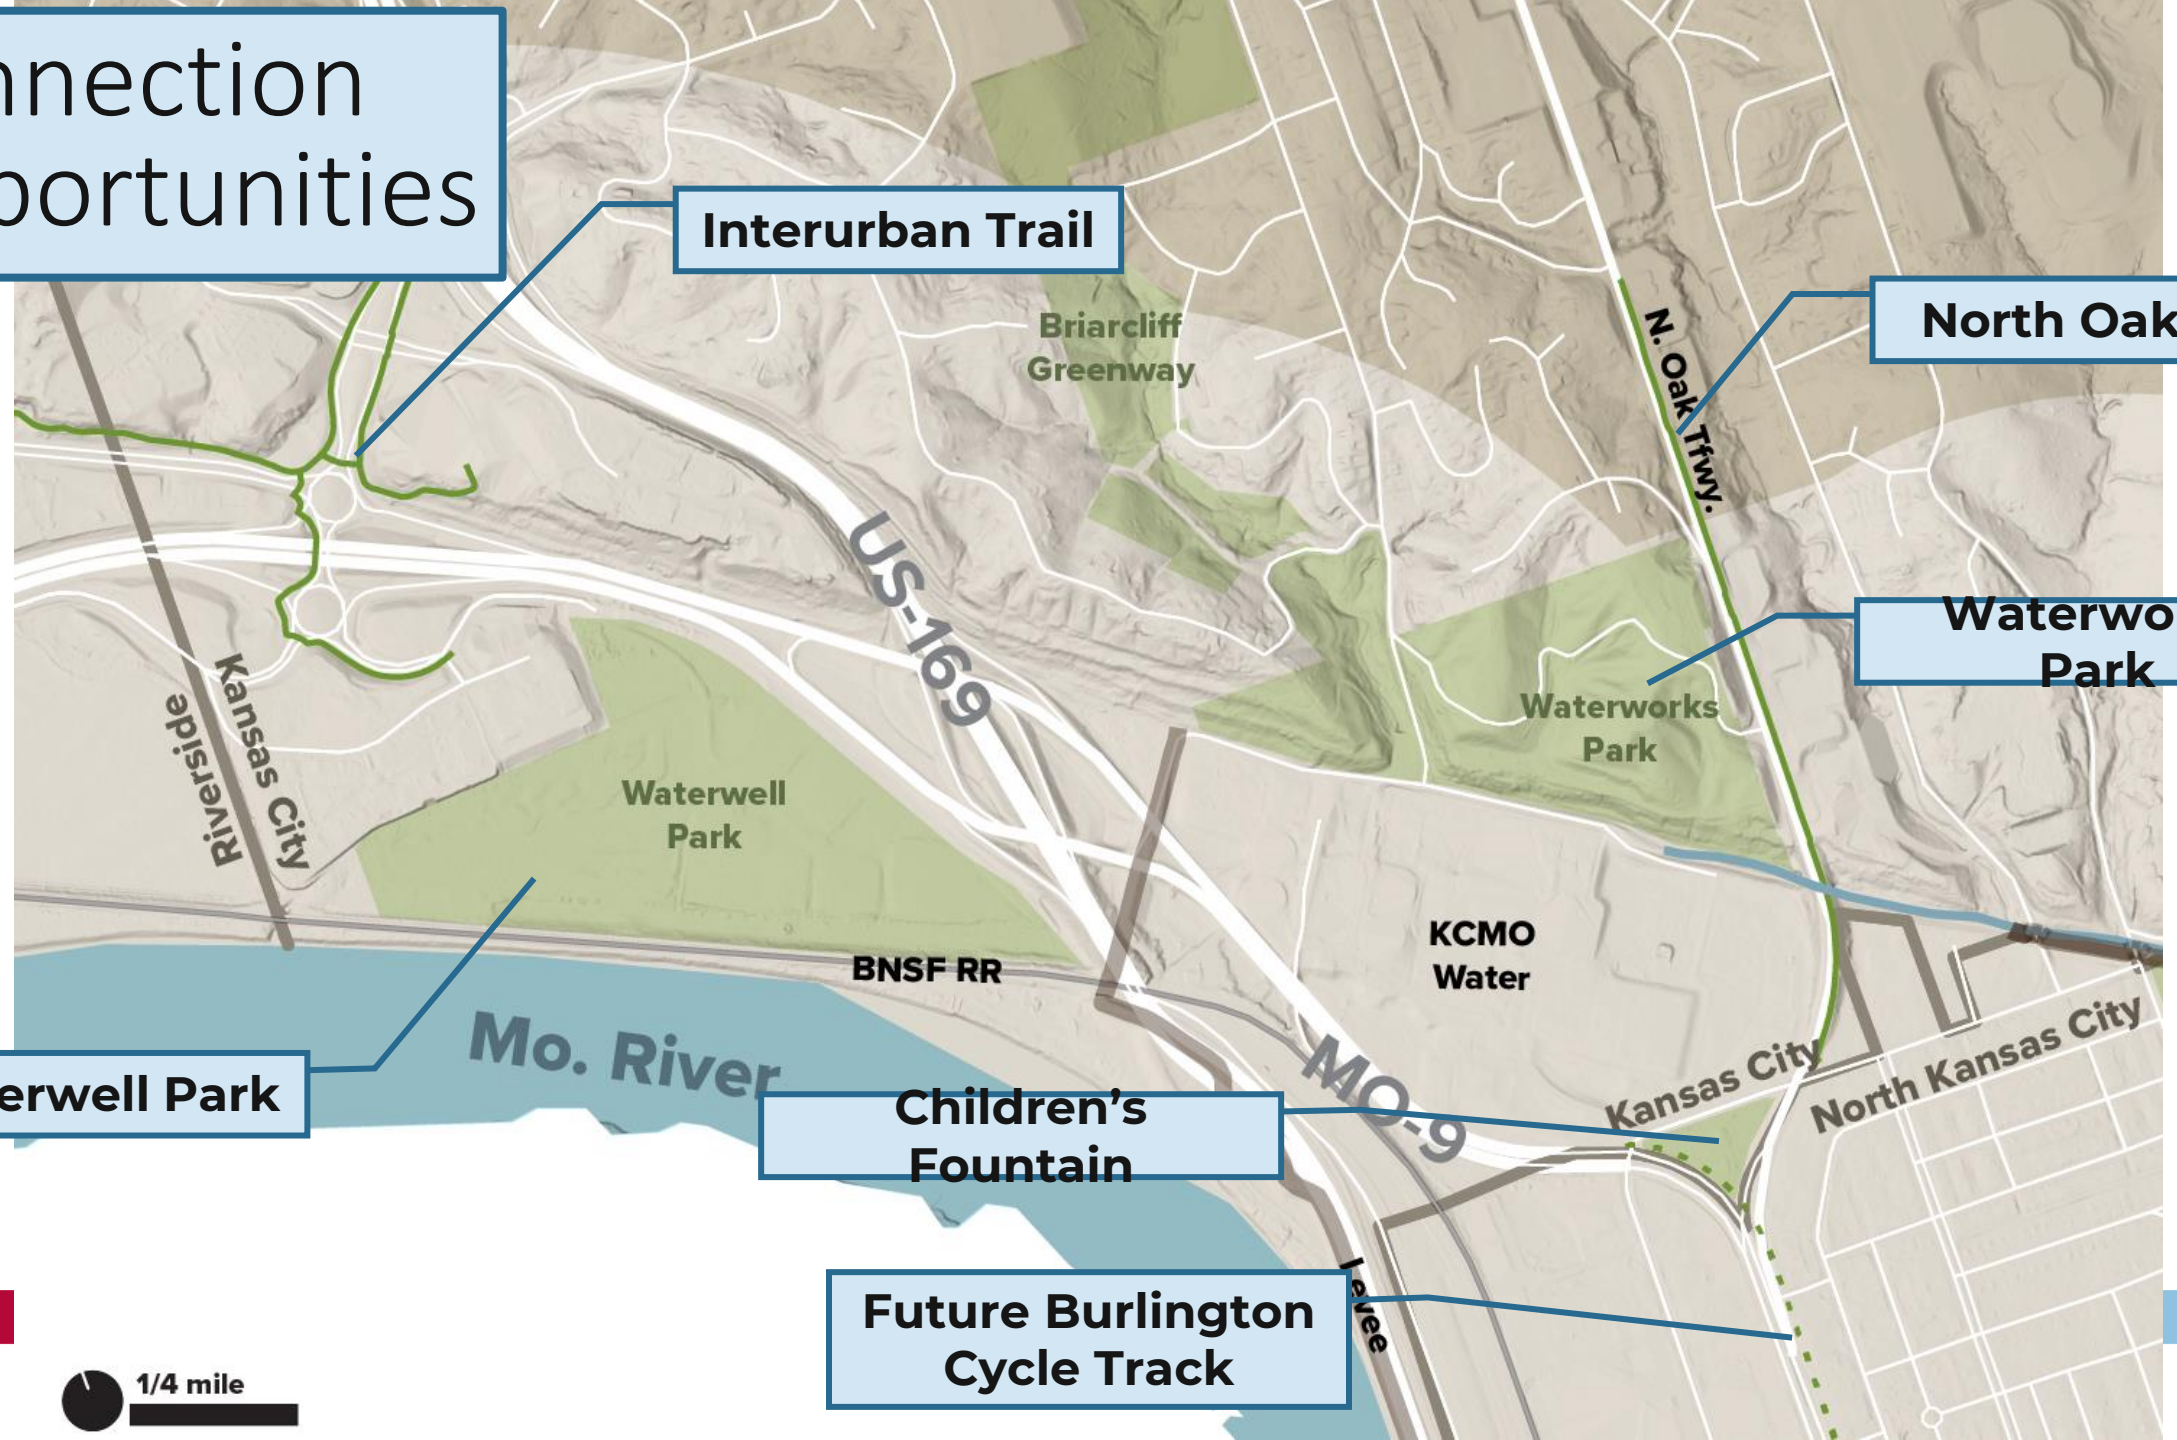 nnection
portunities
Interurban Trail
North Oak
Briarcliff
Greenway
N. Oak Tfwy.
US-169
Waterwo
Park
Kansas City
Riverside
Waterworks
Park
Waterwell
Park
KCMO
Water
BNSF RR
Mo. River
erwell Park
MO-9
Kansas City
North Kansas City
Children’s
Fountain
Levee
Future Burlington
Cycle Track
1/4 mile